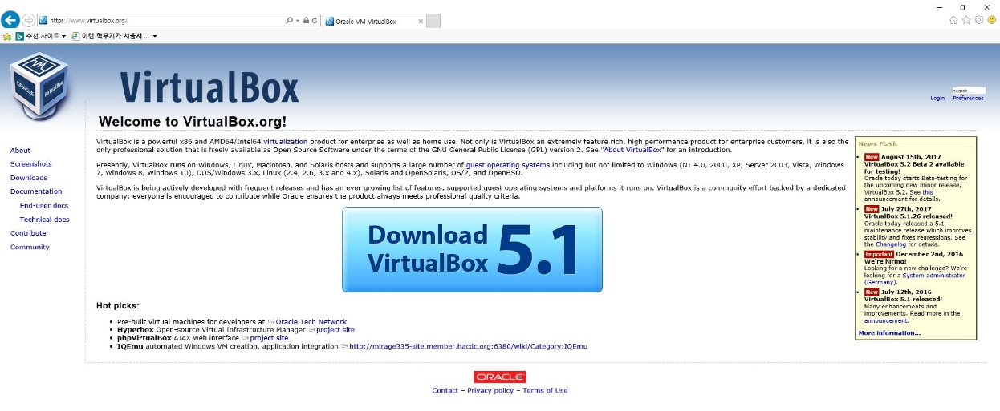 https://www.virtualbox.org/
Oracle VM VirtualBox
추천 사이트
이런 핵무기가 서울서 ...
ORACLE
VirtualBox
VirtualBox
search...
Login Preferences
Welcome to VirtualBox.org!
VirtualBox is a powerful x86 and AMD64/Intel64 virtualization product for enterprise as well as home use. Not only is VirtualBox an extremely feature rich, high performance product for enterprise customers, it is also the
only professional solution that is freely available as Open Source Software under the terms of the GNU General Public License (GPL) version 2. See "About VirtualBox" for an introduction.
Presently, VirtualBox runs on Windows, Linux, Macintosh, and Solaris hosts and supports a large number of guest operating systems including but not limited to Windows (NT 4.0, 2000, XP, Server 2003, Vista, Windows
7, Windows 8, Windows 10), DOS/Windows 3.x, Linux (2.4, 2.6, 3.x and 4.x), Solaris and OpenSolaris, OS/2, and OpenBSD.
VirtualBox is being actively developed with frequent releases and has an ever growing list of features, supported guest operating systems and platforms it runs on. VirtualBox is a community effort backed by a dedicated
company: everyone is encouraged to contribute while Oracle ensures the product always meets professional quality criteria.
About
Screenshots
Downloads
Documentation
End-user docs
Technical docs
Contribute
Community
Download
VirtualBox 5.1
Hot picks:
Pre-built virtual machines for developers at Oracle Tech Network
Hyperbox Open-source Virtual Infrastructure Manager project site
phpVirtualBox AJAX web interface project site
IQEmu automated Windows VM creation, application integration http://mirage335-site.member.hacdc.org:6380/wiki/Category:IQEmu
News Flash
New August 15th, 2017
VirtualBox 5.2 Beta 2 available
for testing!
Oracle today starts Beta-testing for
the upcoming new minor release,
VirtualBox 5.2. See this
announcement for details.
New July 27th, 2017
VirtualBox 5.1.26 released!
Oracle today released a 5.1
maintenance release which improves
stability and fixes regressions. See
the Changelog for details.
Important December 2nd, 2016
We're hiring!
Looking for a new challenge? We're
looking for a System administrator
(Germany).
New July 12th, 2016
VirtualBox 5.1 released!
Many enhancements and
improvements. Read more in the
announcement.
More information...
ORACLE
Contact – Privacy policy – Terms of Use